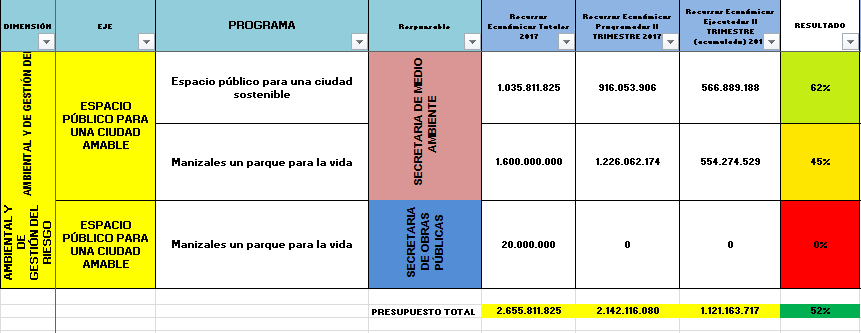 DIMENSIÓN
EJE
PROGRAMA
Responsable
Recursos
Económicos Totales
2017
Recursos Económicos
Programados II
TRIMESTRE 2017
Recursos Económicos
Ejecutados II
TRIMESTRE
(acumulado) 201
RESULTADO
AMBIENTAL Y DE GESTIÓN DEL
ESPACIO
PÚBLICO PARA
UNA CIUDAD
AMABLE
Espacio público para una ciudad
sostenible
SECRETARIA DE MEDIO
AMBIENTE
1.035.811.825
916.053.906
566.889.188
62%
Manizales un parque para la vida
1.600.000.000
1.226.062.174
554.274.529
45%
AMBIENTAL Y
DE
GESTIÓN DEL
RIESGO
ESPACIO
PÚBLICO PARA
UNA CIUDAD
AMABLE
Manizales un parque para la vida
SECRETARIA
DE OBRAS
PÚBLICAS
20.000.000
0
0
0%
PRESUPUESTO TOTAL
2.655.811.825
2.142.116.080
1.121.163.717
52%